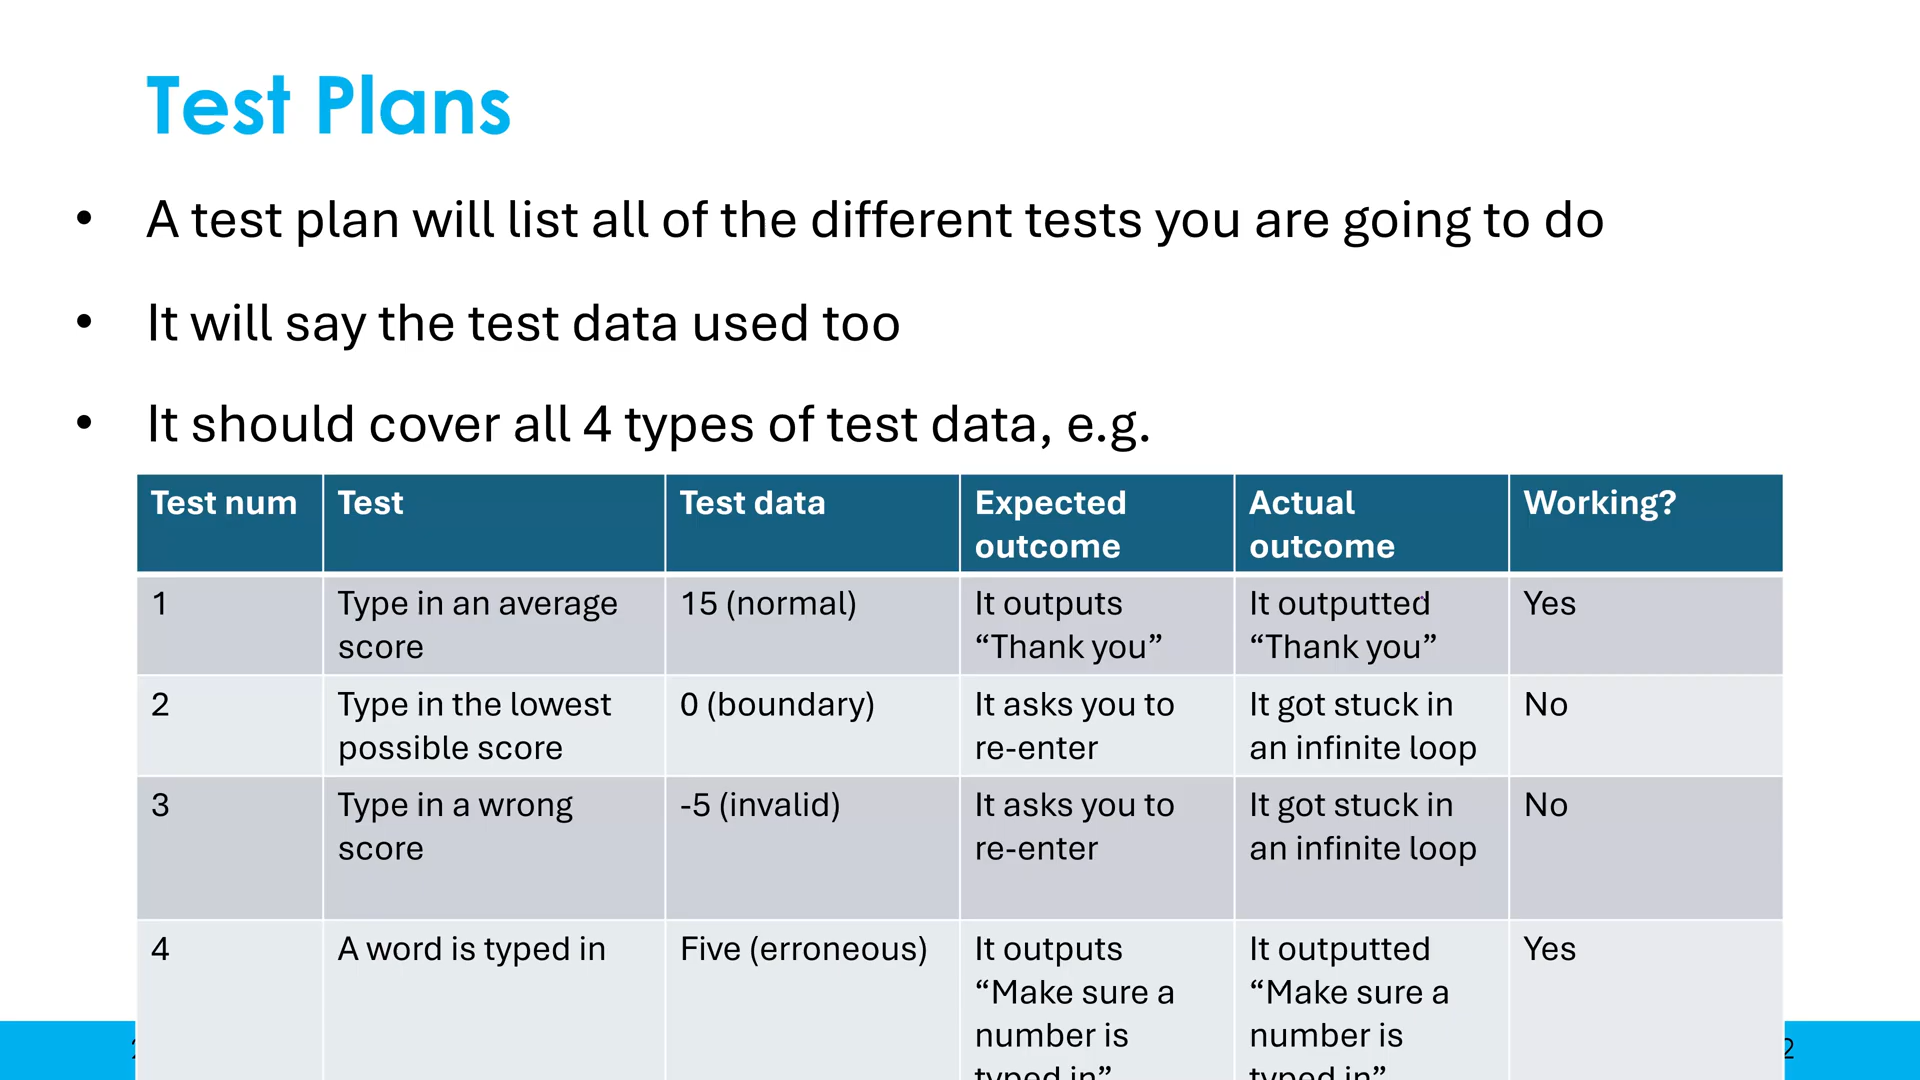 Test Plans
• A test plan will list all of the different tests you are going to do
• It will say the test data used too
• It should cover all 4 types of test data, e.g.
Test num Test Test data Expected outcome Actual outcome Working?
1 Type in an average score 15 (normal) It outputs “Thank you” It outputted “Thank you” Yes
2 Type in the lowest possible score 0 (boundary) It asks you to re-enter It got stuck in an infinite loop No
3 Type in a wrong score -5 (invalid) It asks you to re-enter It got stuck in an infinite loop No
4 A word is typed in Five (erroneous) It outputs “Make sure a number is typed in” It outputted “Make sure a number is typed in” Yes
2